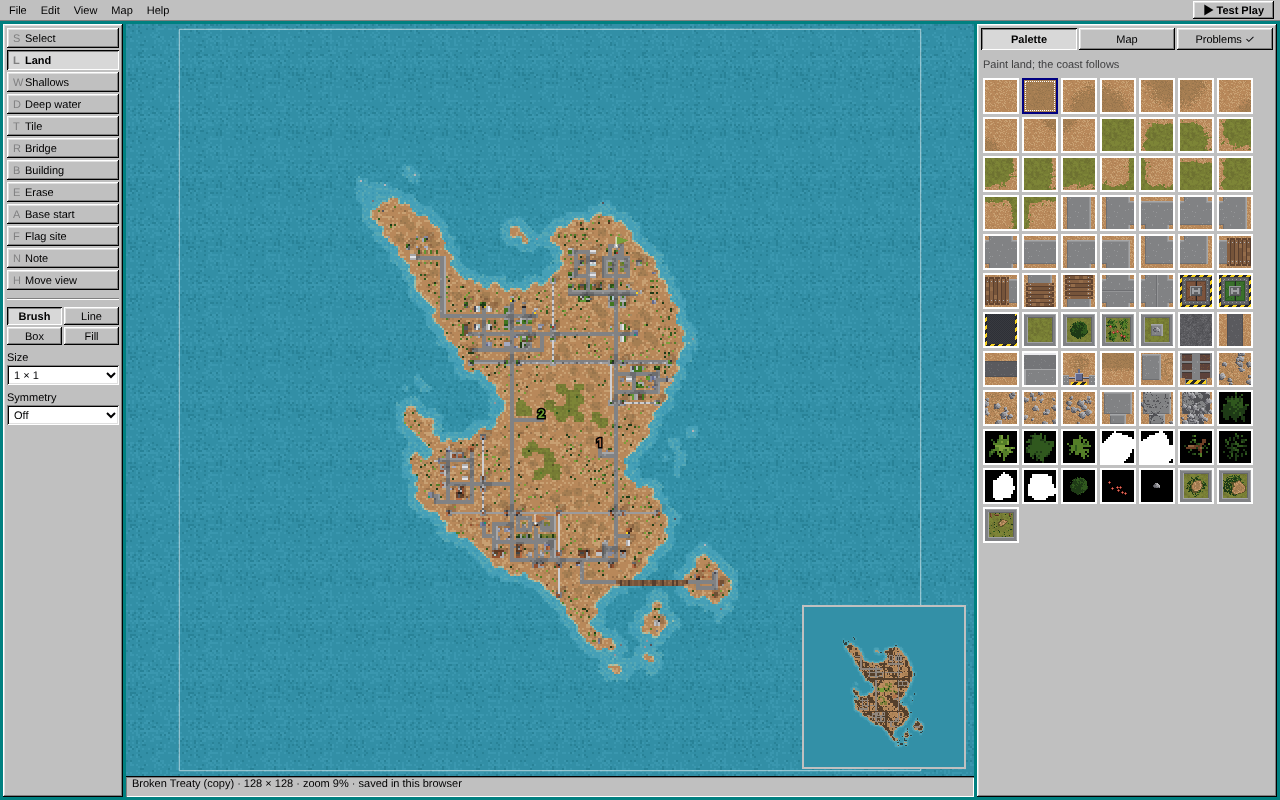 File Edit View Map Help
▶ Test Play
S Select
L Land
W Shallows
D Deep water
T Tile
R Bridge
B Building
E Erase
A Base start
F Flag site
N Note
H Move view
Brush Line
Box Fill
Size
1 × 1
Symmetry
Off
2
1
Broken Treaty (copy) · 128 × 128 · zoom 9% · saved in this browser
Palette Map Problems ✓
Paint land; the coast follows